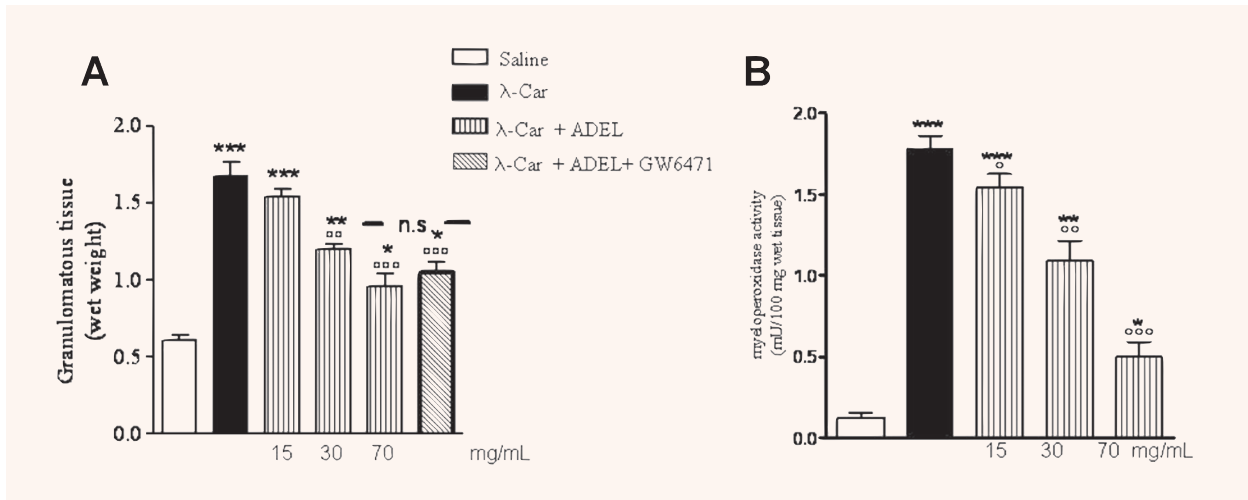 A
Saline
λ-Car
λ-Car + ADEL
λ-Car + ADEL+ GW6471
Granulomatous tissue
(wet weight)
2.0
1.5
1.0
0.5
0.0
***
***
**
▫▫
*
▫▫▫
n.s
*
▫▫▫
15 30 70 mg/mL
B
myeloperoxidase activity
(mU/100 mg wet tissue)
2.0
1.5
1.0
0.5
0.0
***
***
°
**
°°
*
°°°
15 30 70 mg/mL